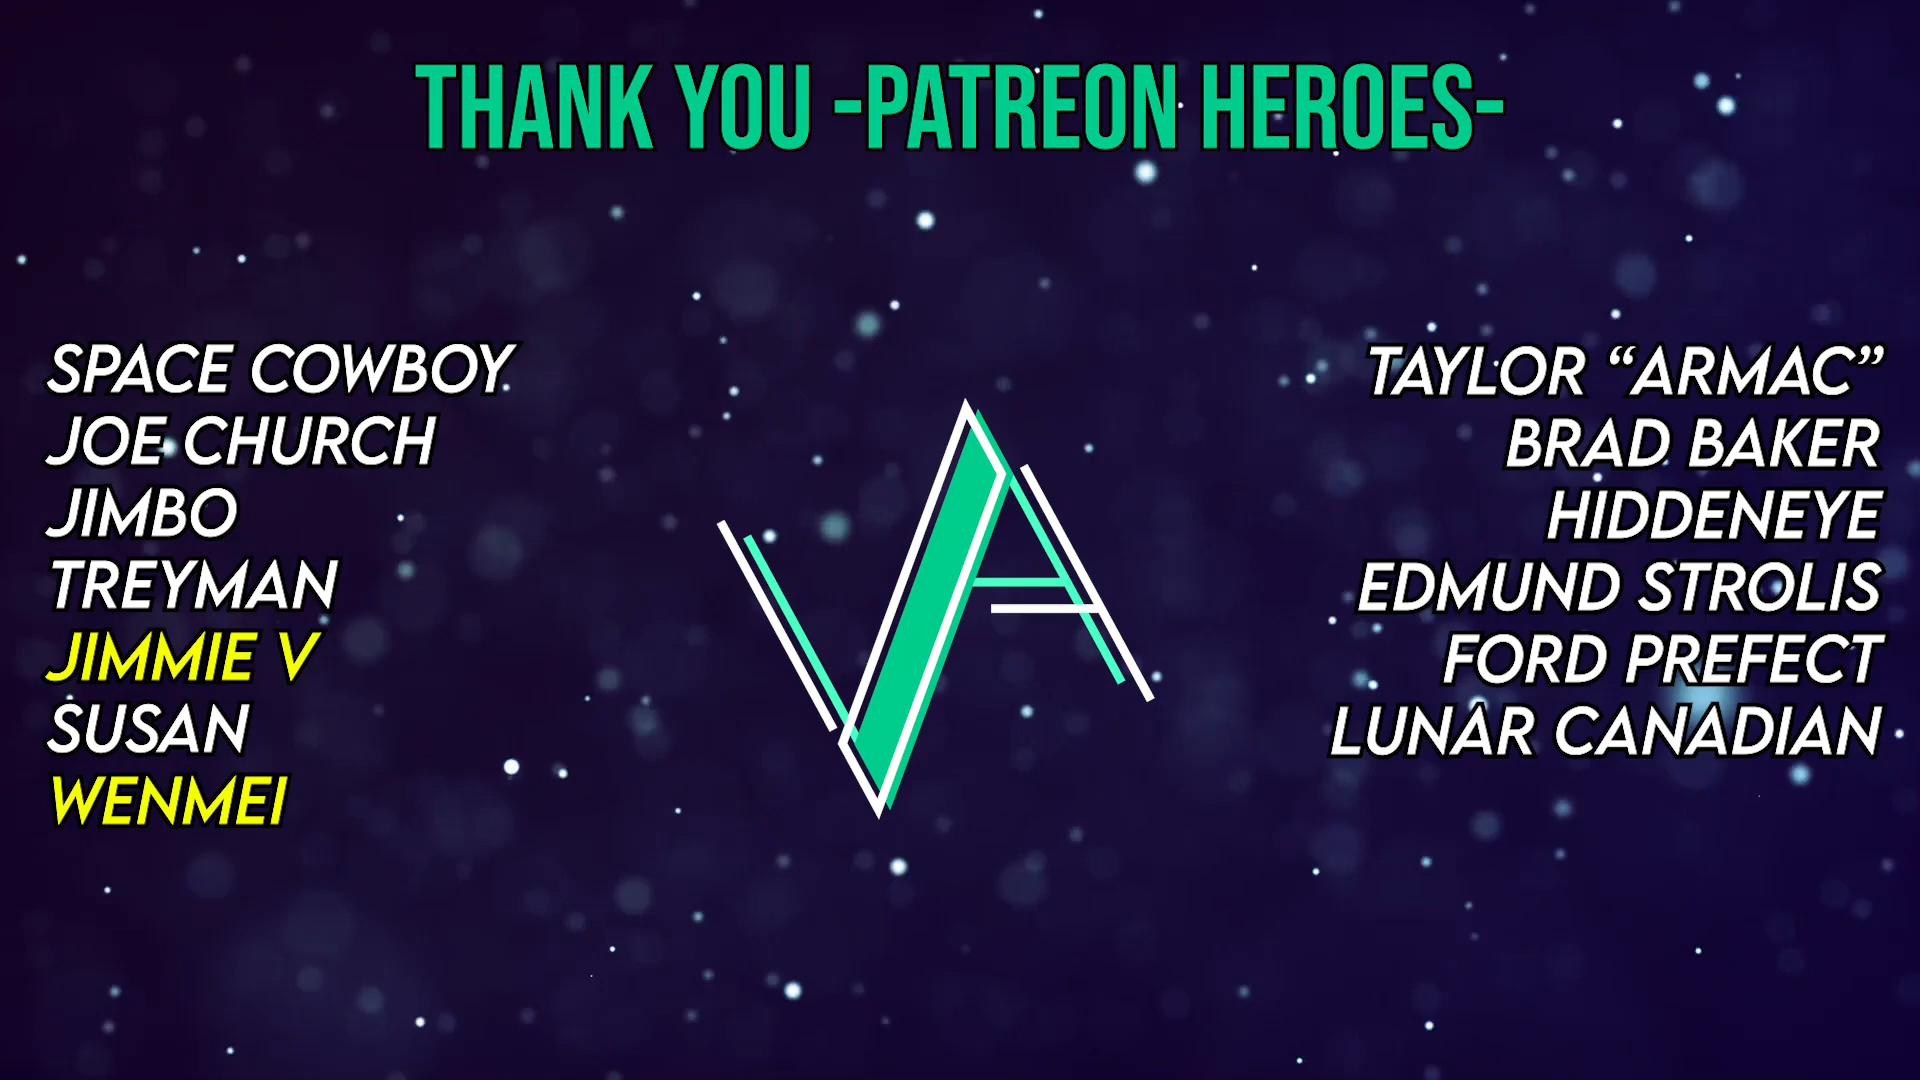 THANK YOU -PATREON HEROES-
SPACE COWBOY
JOE CHURCH
JIMBO
TREYMAN
JIMMIE V
SUSAN
WENMEI
VA
TAYLOR “ARMAC”
BRAD BAKER
HIDDENEYE
EDMUND STROLIS
FORD PREFECT
LUNAR CANADIAN